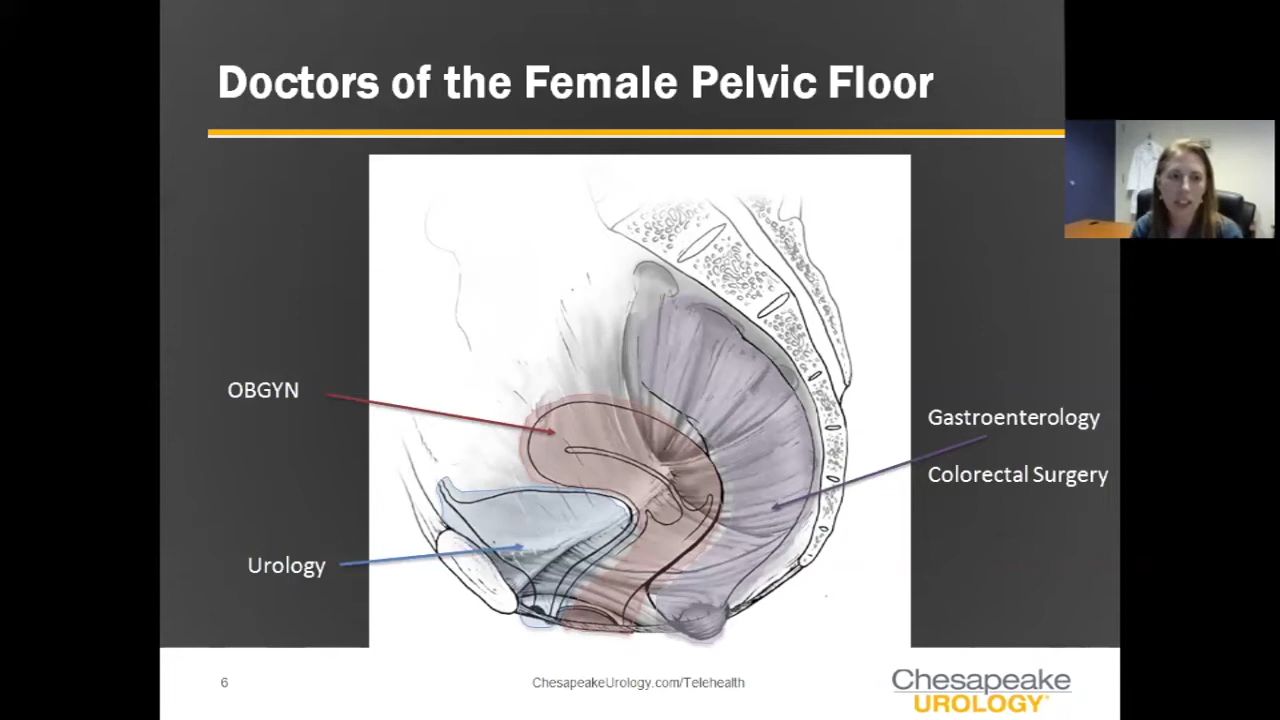 Doctors of the Female Pelvic Floor
OBGYN
Gastroenterology
Colorectal Surgery
Urology
6
ChesapeakeUrology.com/Telehealth
Chesapeake
UROLOGY